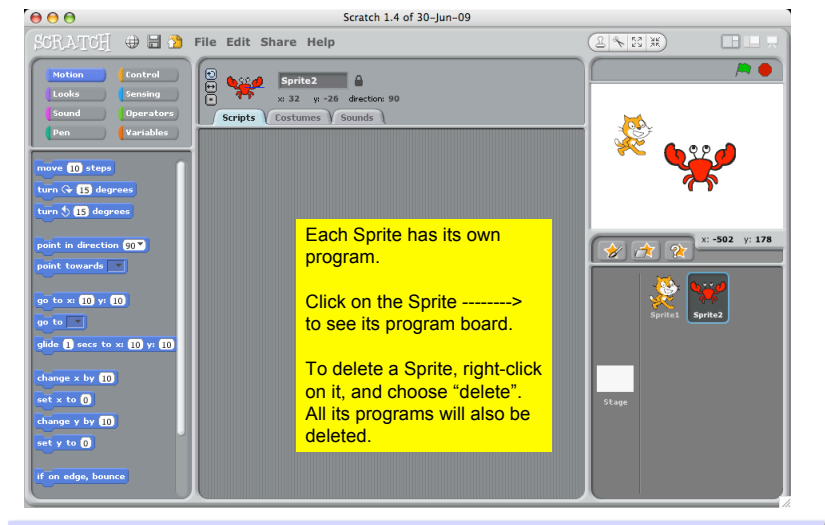 Scratch 1.4 of 30-Jun-09
SCRATCH File Edit Share Help
Motion Control
Looks Sensing
Sound Operators
Pen Variables
Sprite2
x: 32 y: -26 direction: 90
Scripts Costumes Sounds
move 10 steps
turn 15 degrees
turn 15 degrees
point in direction 90
point towards
go to x: 10 y: 10
go to
glide 1 secs to x: 10 y: 10
change x by 10
set x to 0
change y by 10
set y to 0
if on edge, bounce
Each Sprite has its own
program.
Click on the Sprite -------->
to see its program board.
To delete a Sprite, right-click
on it, and choose “delete”.
All its programs will also be
deleted.
x: -502 y: 178
Sprite1 Sprite2
Stage